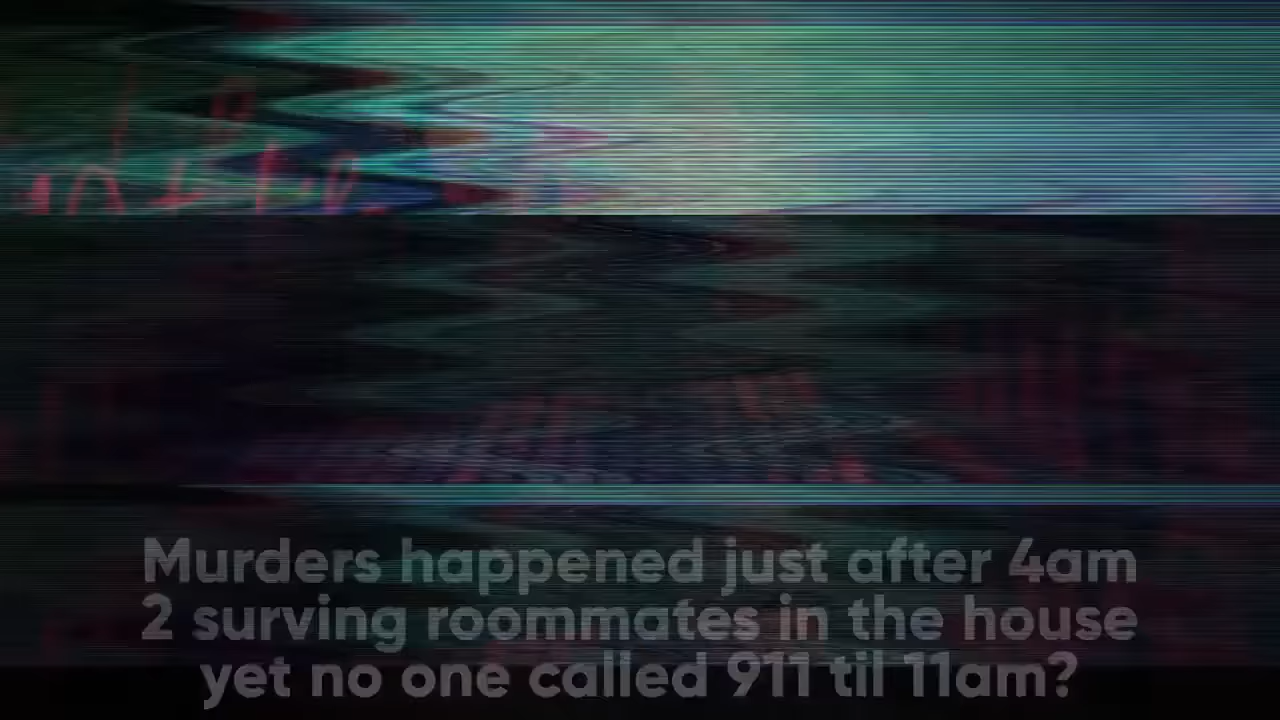 Murders happened just after 4am
2 surving roommates in the house
yet no one called 911 til 11am?